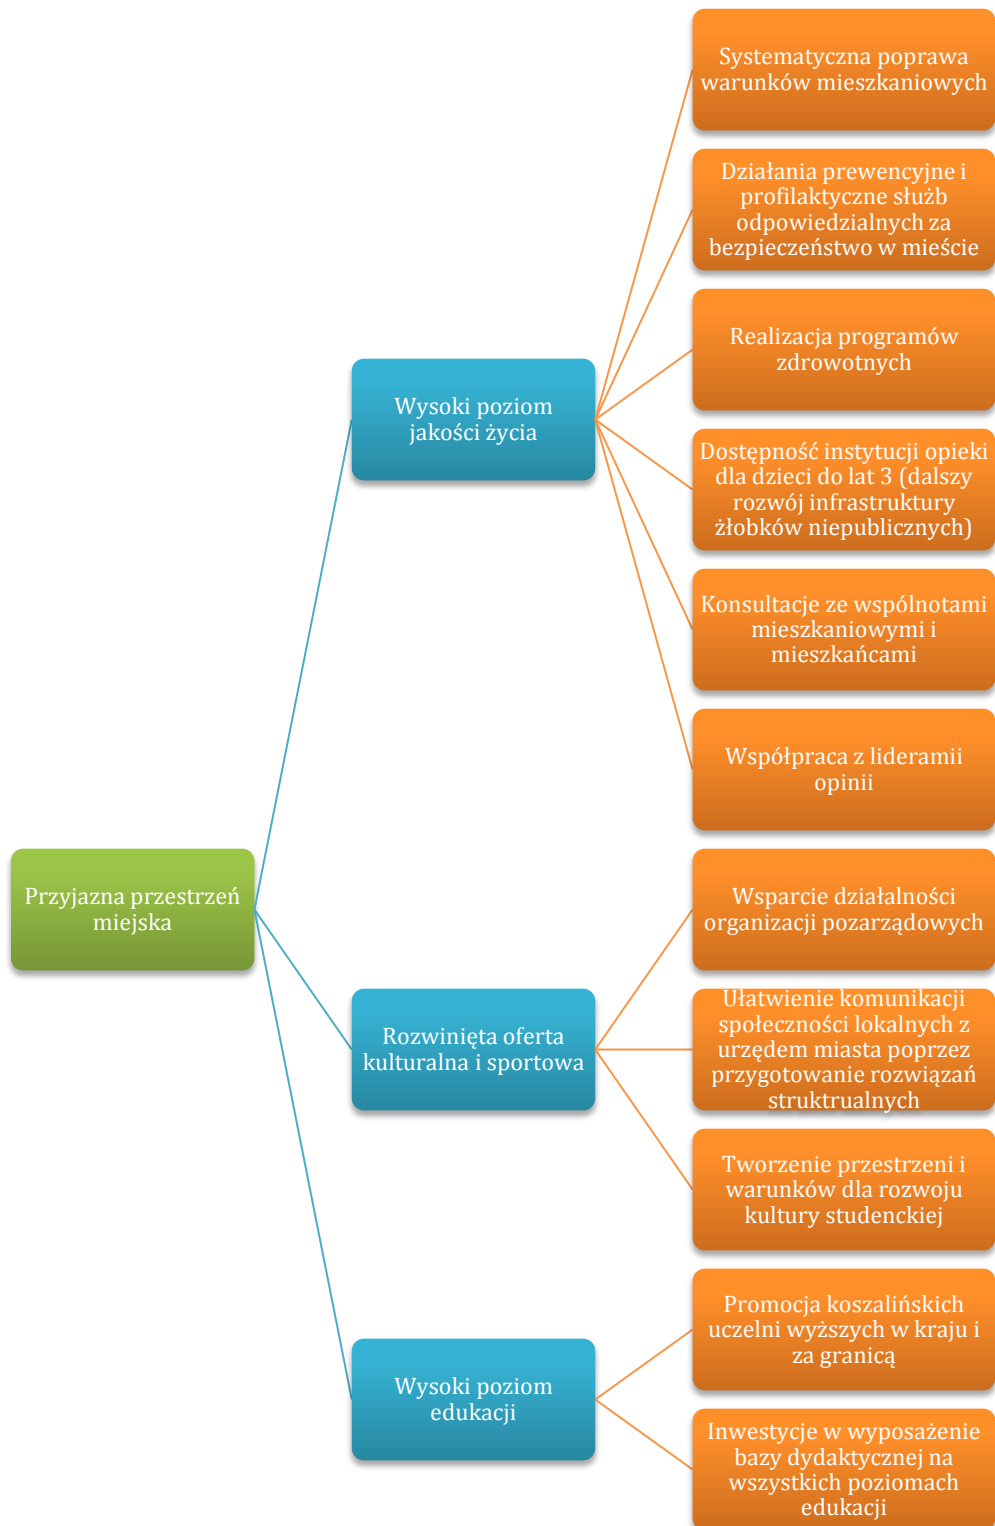 Systematyczna poprawa
warunków mieszkaniowych
Działania prewencyjne i
profilaktyczne służb
odpowiedzialnych za
bezpieczeństwo w mieście
Realizacja programów
zdrowotnych
Wysoki poziom
jakości życia
Dostępność instytucji opieki
dla dzieci do lat 3 (dalszy
rozwój infrastruktury
żłobków niepublicznych)
Konsultacje ze wspólnotami
mieszkaniowymi i
mieszkańcami
Współpraca z lideramii
opinii
Przyjazna przestrzeń
miejska
Wsparcie działalności
organizacji pozarządowych
Rozwinięta oferta
kulturalna i sportowa
Ułatwienie komunikacji
społeczności lokalnych z
urzędem miasta poprzez
przygotowanie rozwiązań
struktrualnych
Tworzenie przestrzeni i
warunków dla rozwoju
kultury studenckiej
Promocja koszalińskich
uczelni wyższych w kraju i
za granicą
Wysoki poziom
edukacji
Inwestycje w wyposażenie
bazy dydaktycznej na
wszystkich poziomach
edukacji